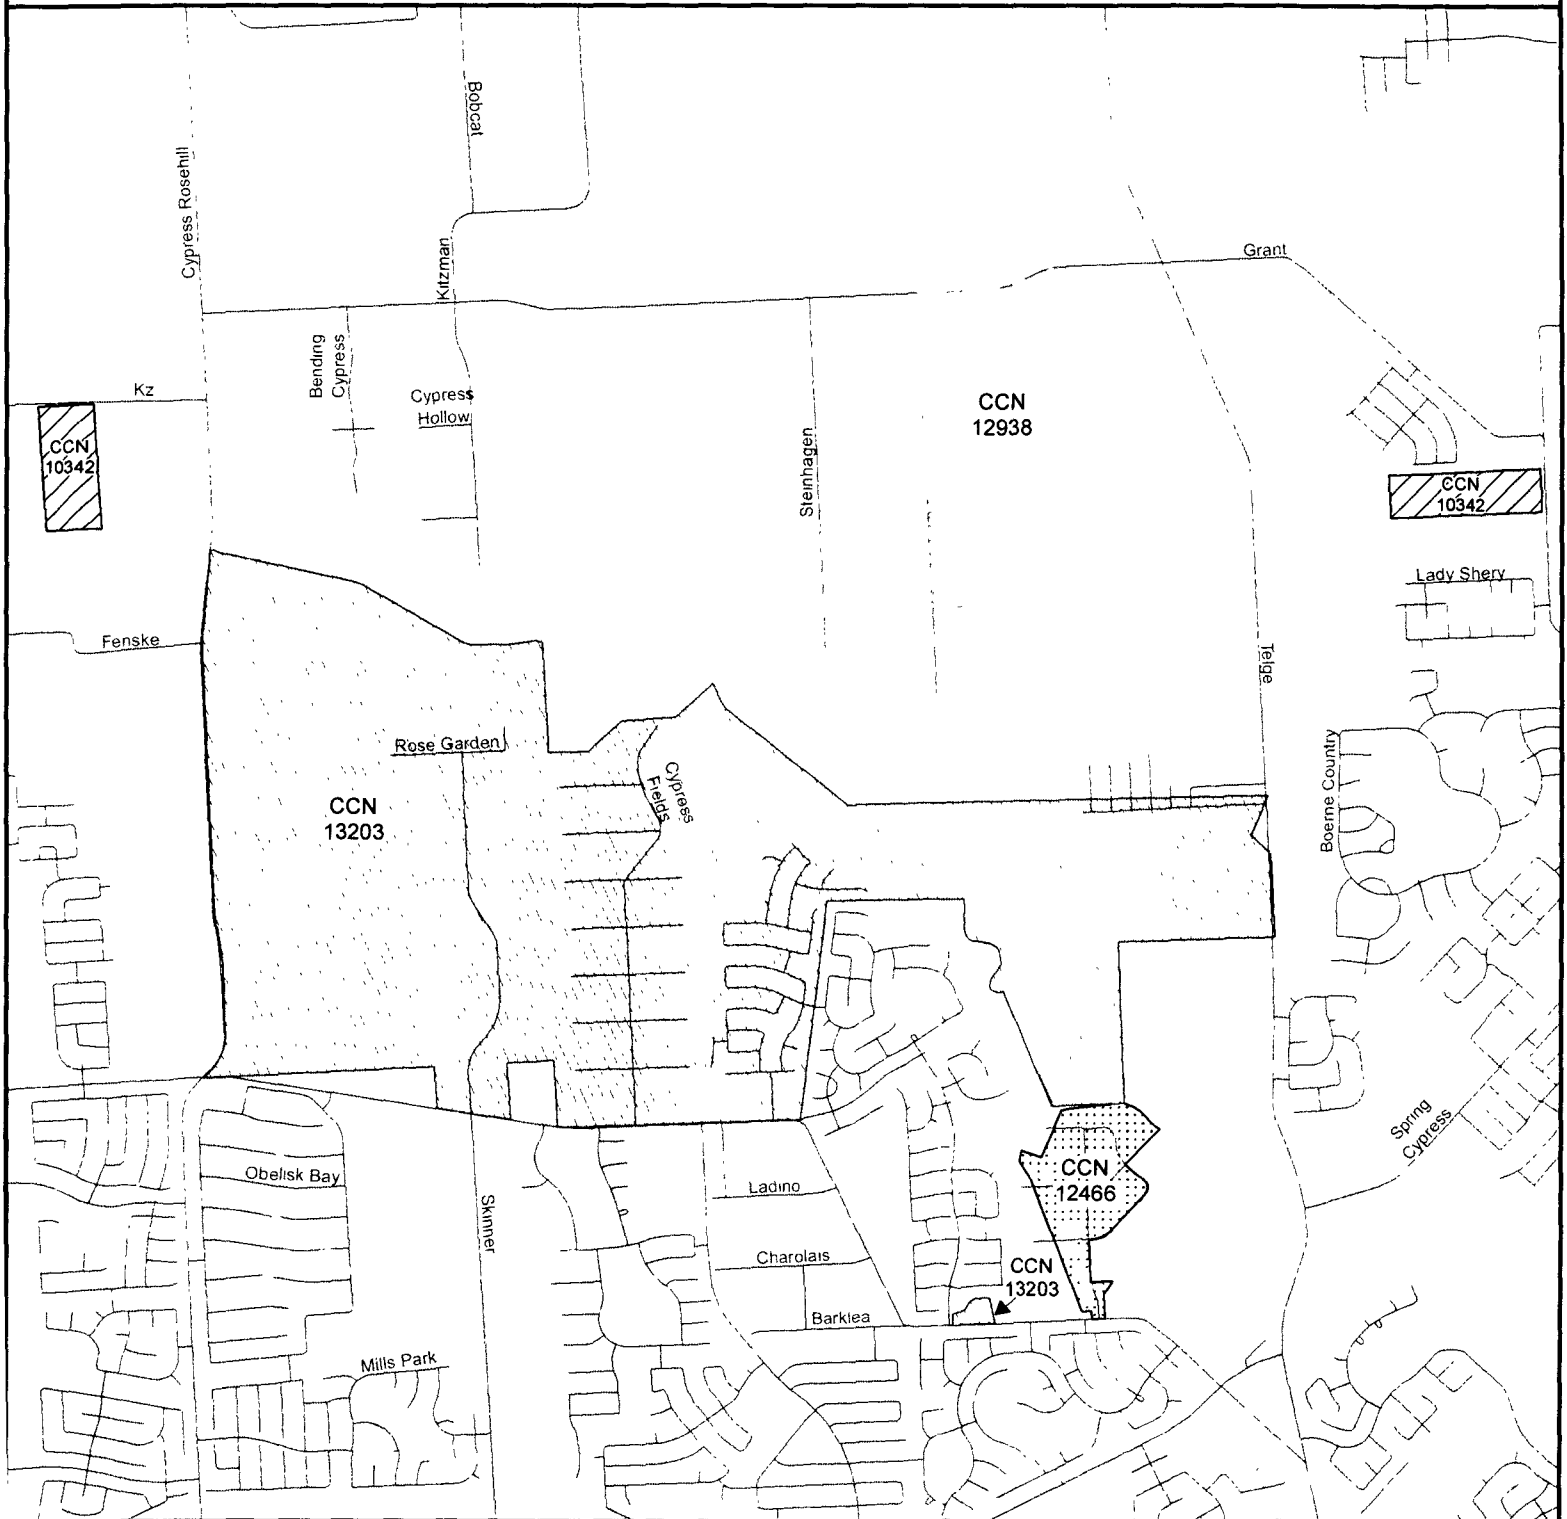 Bobcat
Cypress Rosehill
Kitzman
Grant
Bending
Cypress
Kz
Cypress
Hollow
CCN
12938
Steinhagen
CCN
10342
CCN
10342
Lady Shery
Fenske
Telge
Rose Garden
Cypress
Fields
Boerne Country
CCN
13203
Spring
Cypress
Obelisk Bay
CCN
12466
Ladino
Skinner
Charolais
CCN
13203
Barklea
Mills Park